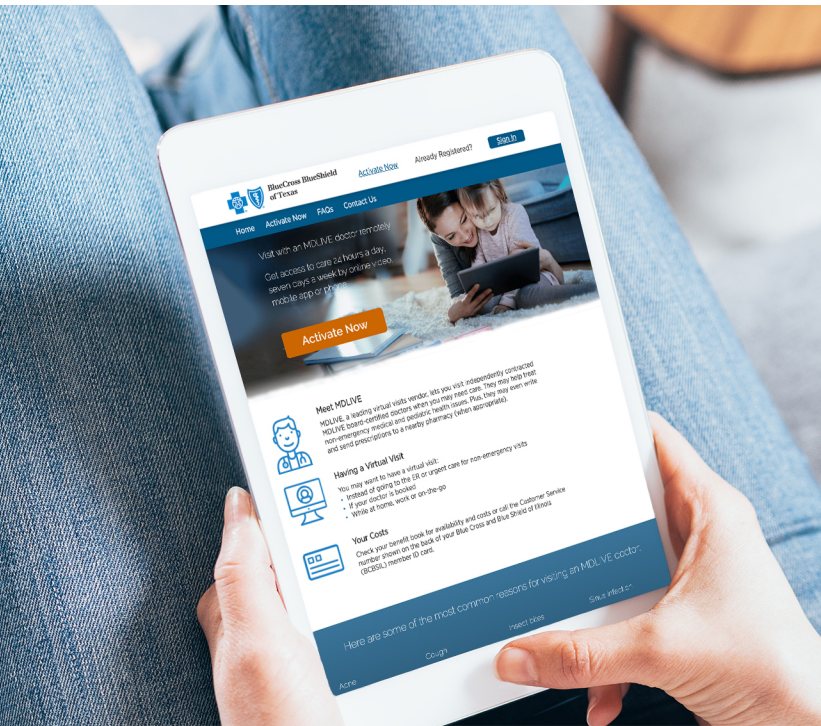 BlueCross BlueShield
of Texas
Activate Now
Already Registered?
Sign In
Home
Activate Now
FAQs
Contact Us
Visit with an MDLIVE doctor remotely
Get access to care 24 hours a day,
seven days a week by online video,
mobile app or phone.
Activate Now
Meet MDLIVE
MDLIVE, a leading virtual visits vendor, lets you visit independently contracted
MDLIVE board-certified doctors when you may need care. They may help treat
non-emergency medical and pediatric health issues. Plus, they may even write
and send prescriptions to a nearby pharmacy (when appropriate).
Having a Virtual Visit
You may want to have a virtual visit:
• Instead of going to the ER or urgent care for non-emergency visits
• If your doctor is booked
• While at home, work or on-the-go
Your Costs
Check your benefit book for availability and costs or call the Customer Service
number shown on the back of your Blue Cross and Blue Shield of Illinois
(BCBSIL) member ID card.
Here are some of the most common reasons for visiting an MDLIVE doctor:
Acne
Cough
Insect bites
Sinus infection